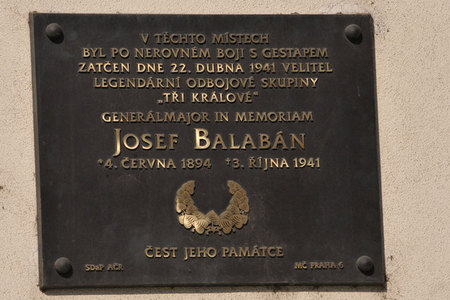 V TĚCHTO MÍSTECH
BYL PO NEROVNÉM BOJI S GESTAPEM
ZATČEN DNE 22. DUBNA 1941 VELITEL
LEGENDÁRNÍ ODBOJOVÉ SKUPINY
„TŘI KRÁLOVÉ“
GENERÁLMAJOR IN MEMORIAM
JOSEF BALABÁN
*4. ČERVNA 1894 †3. ŘÍJNA 1941
ČEST JEHO PAMÁTCE
SDPP AČR MČ PRAHA 6